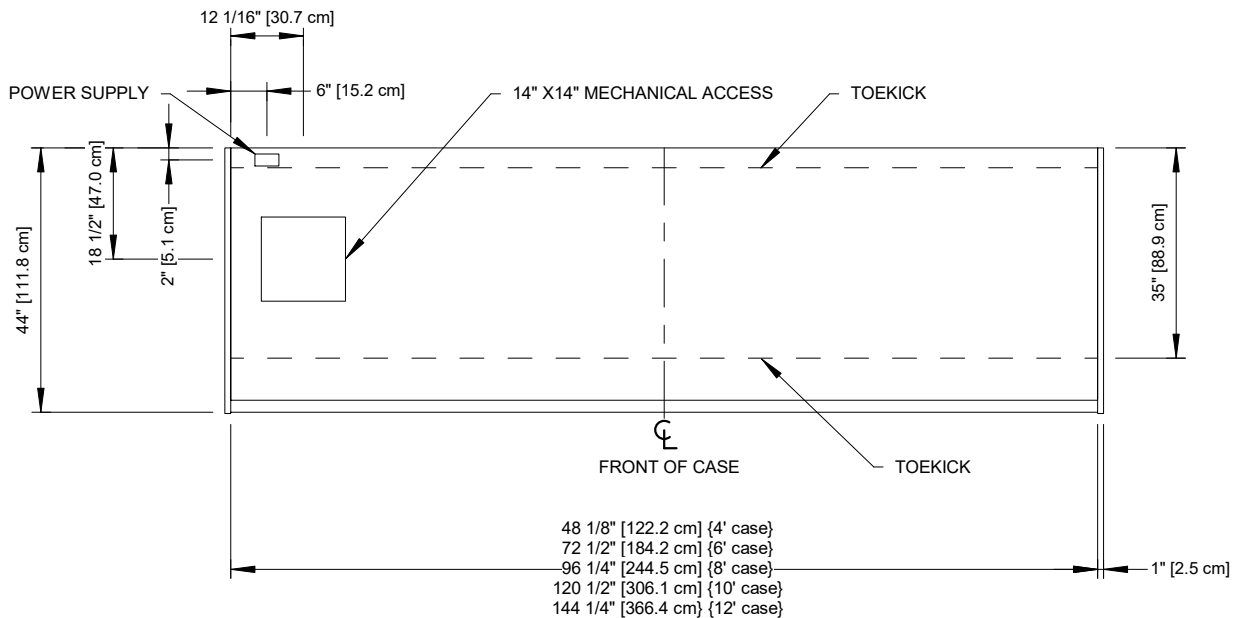 12 1/16" [30.7 cm]
6" [15.2 cm]
POWER SUPPLY
14" X14" MECHANICAL ACCESS
TOEKICK
44" [111.8 cm]
18 1/2" [47.0 cm]
2" [5.1 cm]
35" [88.9 cm]
℄
FRONT OF CASE
TOEKICK
48 1/8" [122.2 cm] {4' case}
72 1/2" [184.2 cm] {6' case}
96 1/4" [244.5 cm] {8' case}
120 1/2" [306.1 cm] {10' case}
144 1/4" [366.4 cm} {12' case}
1" [2.5 cm]